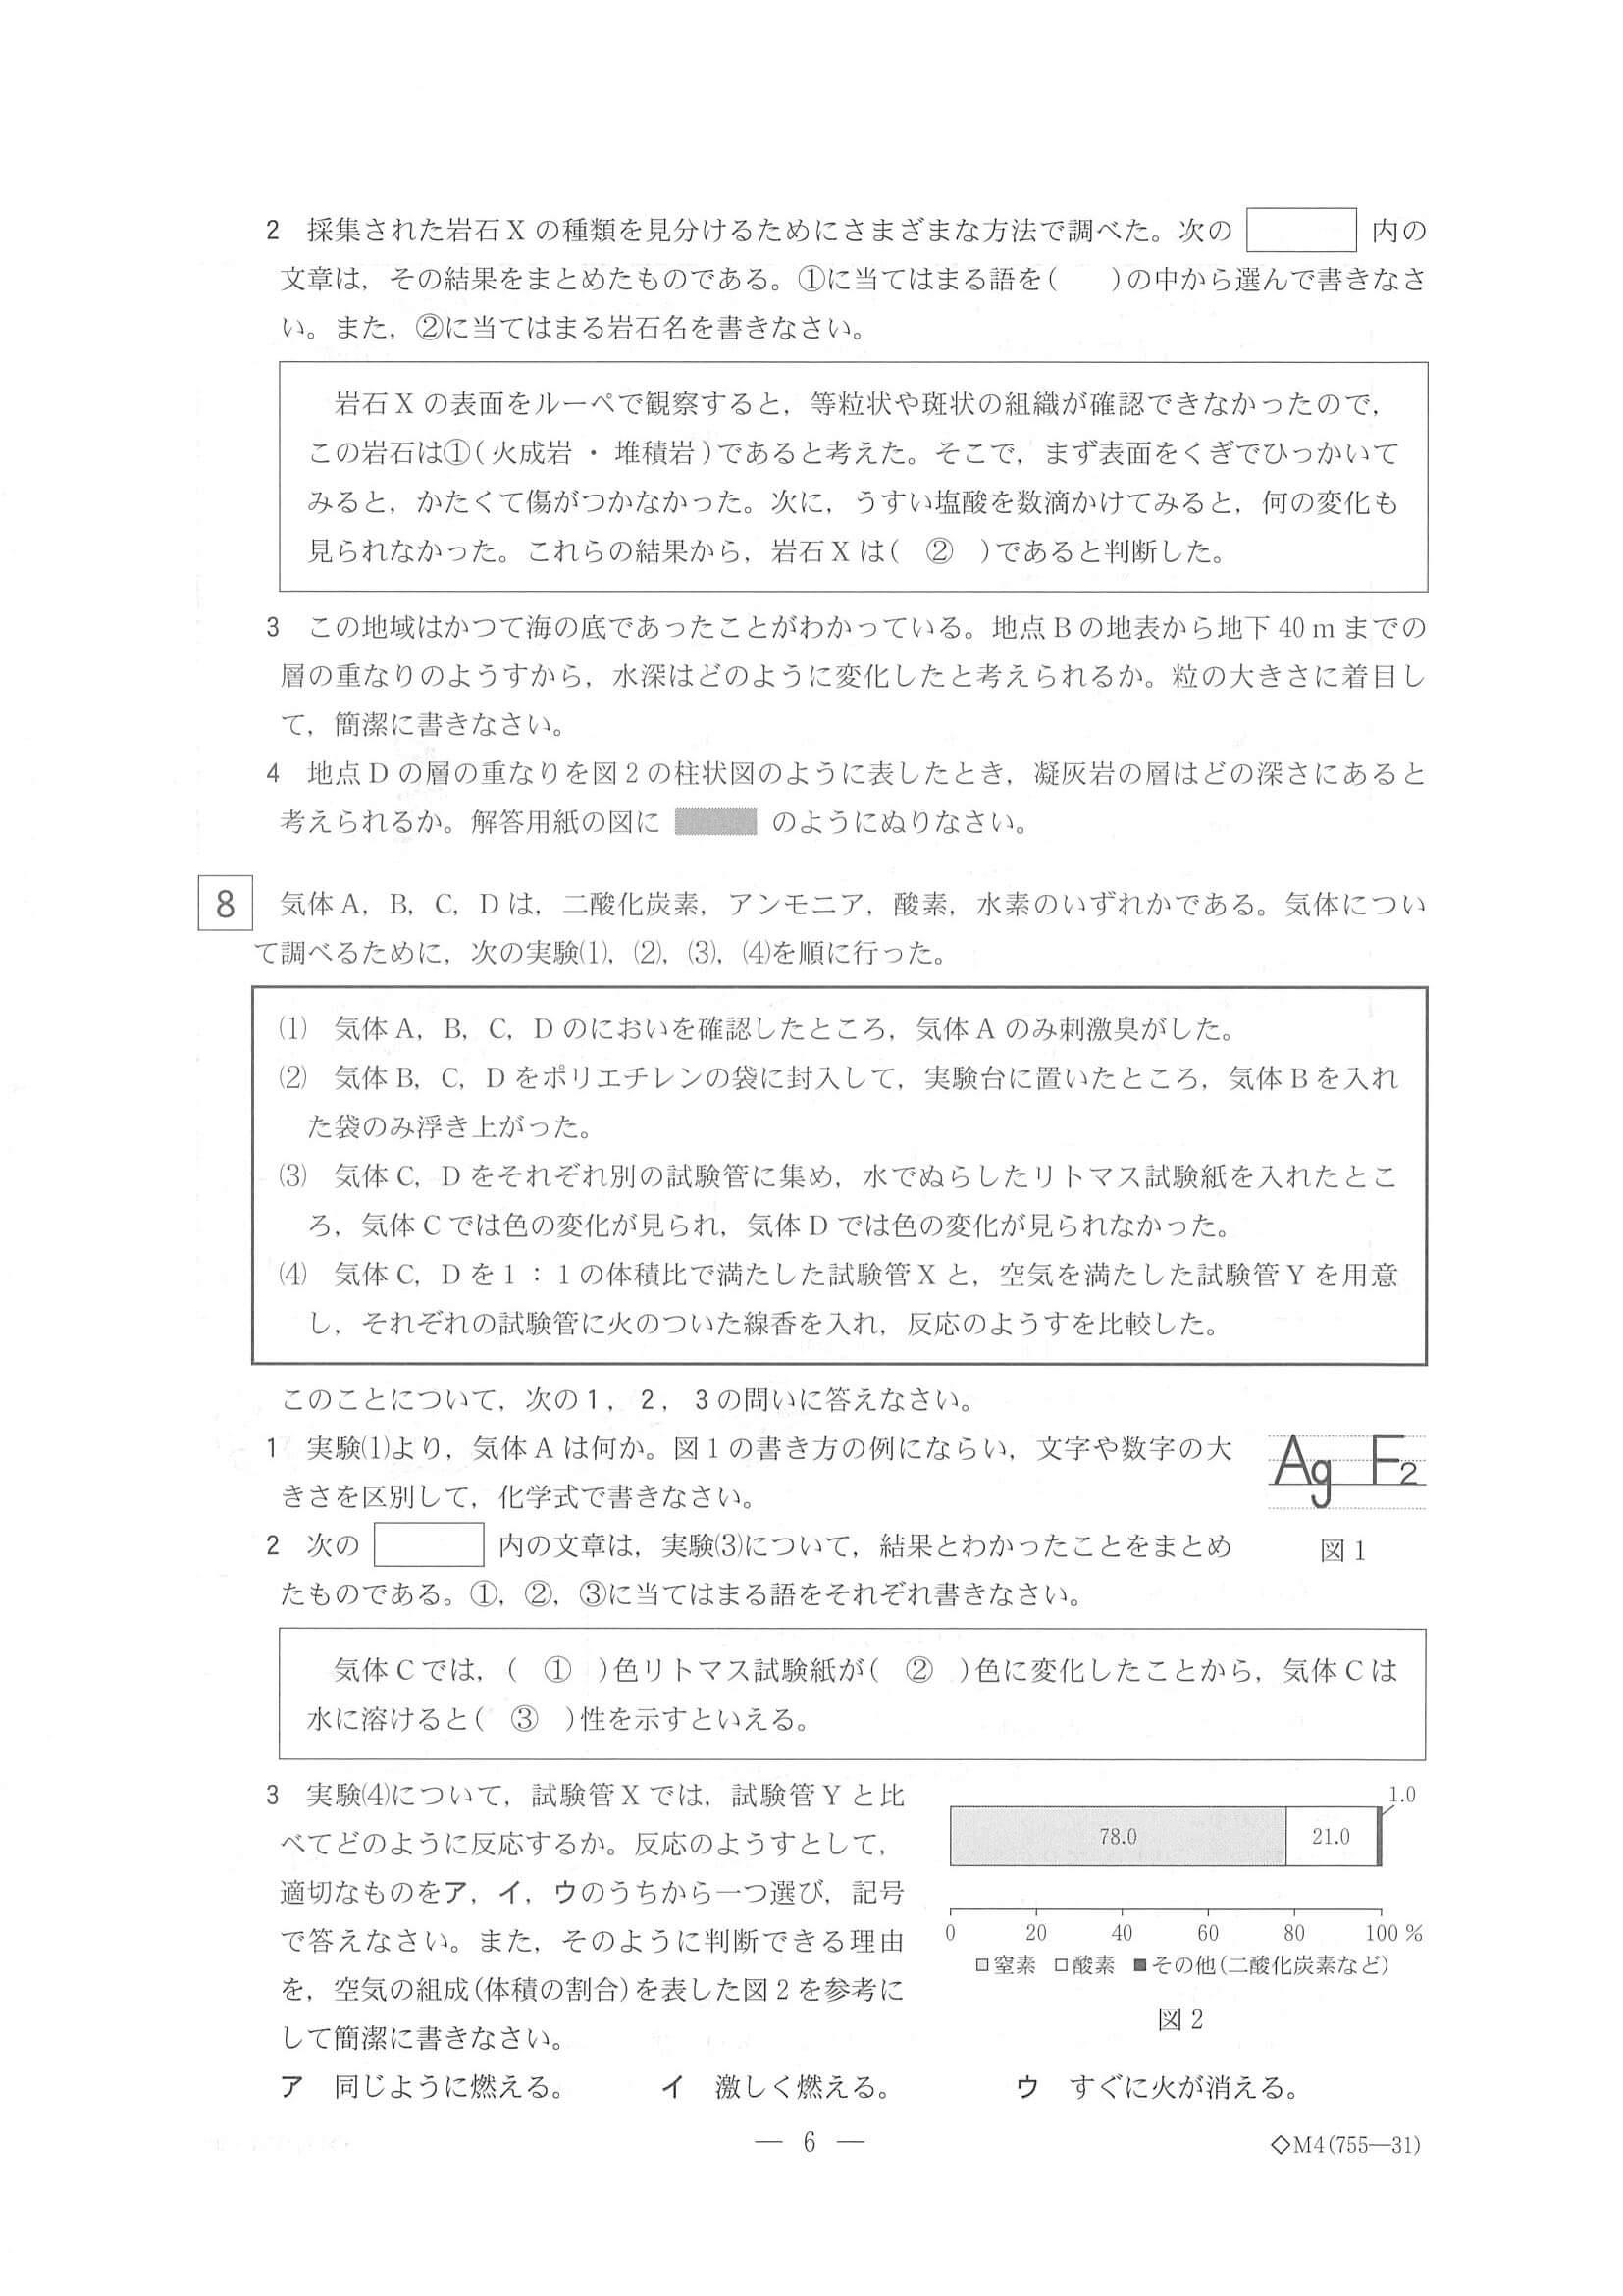 2　採集された岩石Xの種類を見分けるためにさまざまな方法で調べた。次の　内の
文章は，その結果をまとめたものである。①に当てはまる語を(　　)の中から選んで書きなさ
い。また，②に当てはまる岩石名を書きなさい。
岩石Xの表面をルーペで観察すると，等粒状や斑状の組織が確認できなかったので，
この岩石は①(火成岩 ・ 堆積岩)であると考えた。そこで，まず表面をくぎでひっかいて
みると，かたくて傷がつかなかった。次に，うすい塩酸を数滴かけてみると，何の変化も
見られなかった。これらの結果から，岩石Xは(　②　)であると判断した。
3　この地域はかつて海の底であったことがわかっている。地点Bの地表から地下40 mまでの
層の重なりのようすから，水深はどのように変化したと考えられるか。粒の大きさに着目し
て，簡潔に書きなさい。
4　地点Dの層の重なりを図2の柱状図のように表したとき，凝灰岩の層はどの深さにあると
考えられるか。解答用紙の図に　のようにぬりなさい。
8　気体A，B，C，Dは，二酸化炭素，アンモニア，酸素，水素のいずれかである。気体につい
て調べるために，次の実験(1)，(2)，(3)，(4)を順に行った。
(1)　気体A，B，C，Dのにおいを確認したところ，気体Aのみ刺激臭がした。
(2)　気体B，C，Dをポリエチレンの袋に封入して，実験台に置いたところ，気体Bを入れ
た袋のみ浮き上がった。
(3)　気体C，Dをそれぞれ別の試験管に集め，水でぬらしたリトマス試験紙を入れたとこ
ろ，気体Cでは色の変化が見られ，気体Dでは色の変化が見られなかった。
(4)　気体C，Dを1：1の体積比で満たした試験管Xと，空気を満たした試験管Yを用意
し，それぞれの試験管に火のついた線香を入れ，反応のようすを比較した。
このことについて，次の1，2，3の問いに答えなさい。
1　実験(1)より，気体Aは何か。図1の書き方の例にならい，文字や数字の大
きさを区別して，化学式で書きなさい。
Ag　F2
図1
2　次の　内の文章は，実験(3)について，結果とわかったことをまとめ
たものである。①，②，③に当てはまる語をそれぞれ書きなさい。
気体Cでは，(　①　)色リトマス試験紙が(　②　)色に変化したことから，気体Cは
水に溶けると(　③　)性を示すといえる。
3　実験(4)について，試験管Xでは，試験管Yと比
べてどのように反応するか。反応のようすとして，
適切なものをア，イ，ウのうちから一つ選び，記号
で答えなさい。また，そのように判断できる理由
を，空気の組成(体積の割合)を表した図2を参考に
して簡潔に書きなさい。
1.0
78.0　21.0
0　20　40　60　80　100 %
□窒素　□酸素　■その他(二酸化炭素など)
図2
ア　同じように燃える。　イ　激しく燃える。　ウ　すぐに火が消える。
— 6 —
◇M4(755—31)